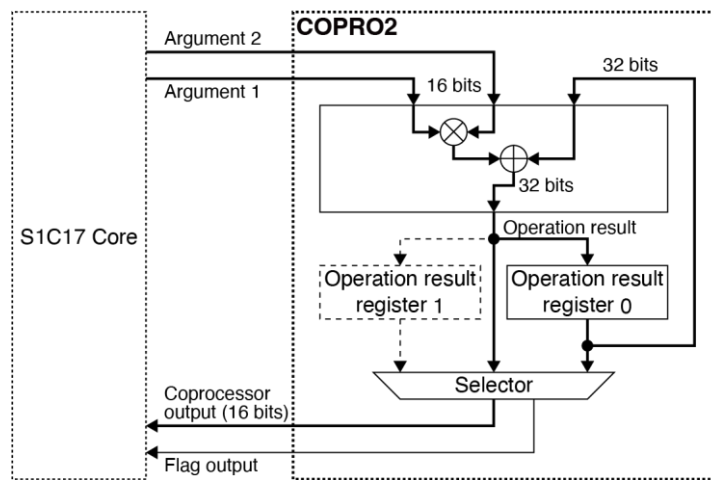 COPRO2
Argument 2
Argument 1
16 bits
32 bits
32 bits
S1C17 Core
Operation result
Operation result
register 1
Operation result
register 0
Selector
Coprocessor
output (16 bits)
Flag output